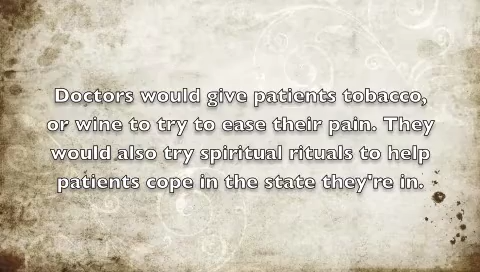 Doctors would give patients tobacco,
or wine to try to ease their pain. They
would also try spiritual rituals to help
patients cope in the state they're in.